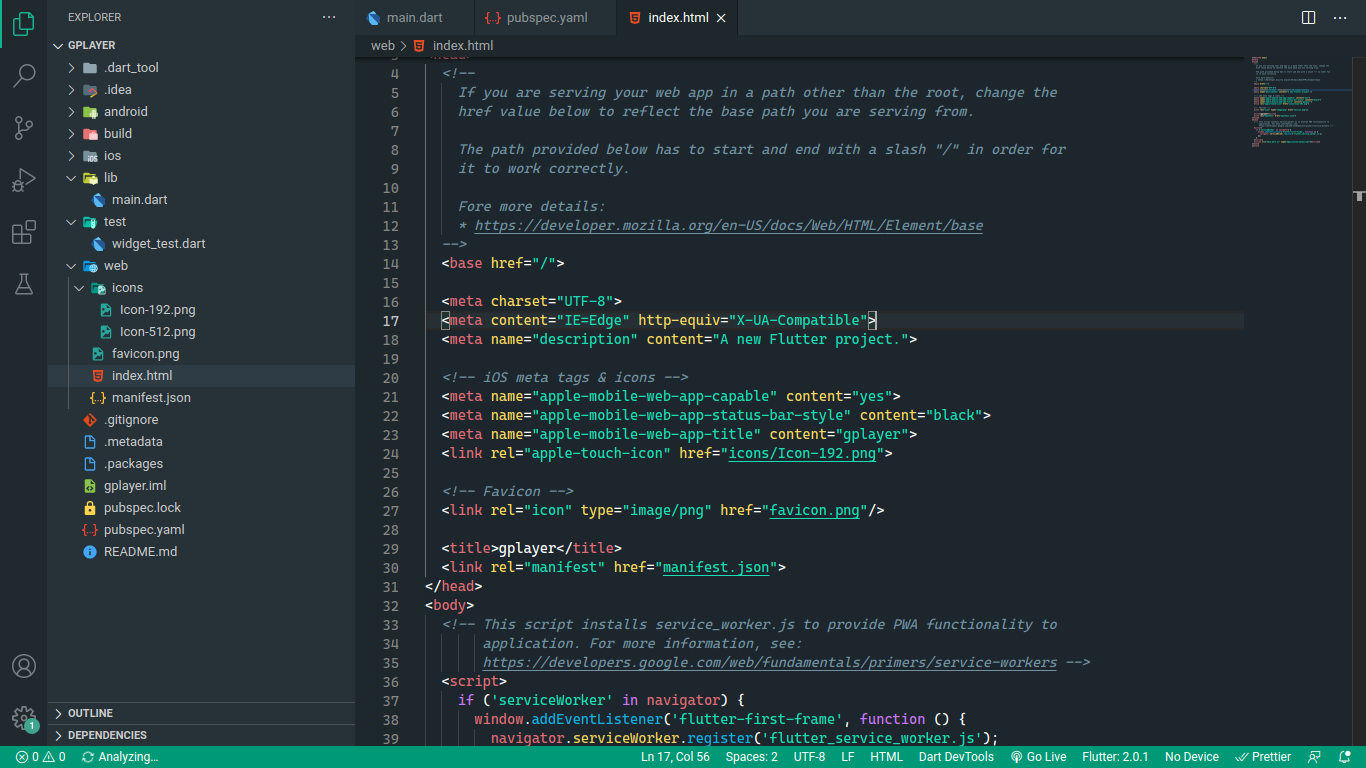 EXPLORER
GPLAYER
.dart_tool
.idea
android
build
ios
lib
main.dart
test
widget_test.dart
web
icons
Icon-192.png
Icon-512.png
favicon.png
index.html
manifest.json
.gitignore
.metadata
.packages
gplayer.iml
pubspec.lock
pubspec.yaml
README.md
OUTLINE
DEPENDENCIES
main.dart pubspec.yaml index.html
web > index.html
4 <!--
5 If you are serving your web app in a path other than the root, change the
6 href value below to reflect the base path you are serving from.
7
8 The path provided below has to start and end with a slash "/" in order for
9 it to work correctly.
10
11 Fore more details:
12 * https://developer.mozilla.org/en-US/docs/Web/HTML/Element/base
13 -->
14 <base href="/">
15
16 <meta charset="UTF-8">
17 <meta content="IE=Edge" http-equiv="X-UA-Compatible">
18 <meta name="description" content="A new Flutter project.">
19
20 <!-- iOS meta tags & icons -->
21 <meta name="apple-mobile-web-app-capable" content="yes">
22 <meta name="apple-mobile-web-app-status-bar-style" content="black">
23 <meta name="apple-mobile-web-app-title" content="gplayer">
24 <link rel="apple-touch-icon" href="icons/Icon-192.png">
25
26 <!-- Favicon -->
27 <link rel="icon" type="image/png" href="favicon.png"/>
28
29 <title>gplayer</title>
30 <link rel="manifest" href="manifest.json">
31 </head>
32 <body>
33 <!-- This script installs service_worker.js to provide PWA functionality to
34 application. For more information, see:
35 https://developers.google.com/web/fundamentals/primers/service-workers -->
36 <script>
37 if ('serviceWorker' in navigator) {
38 window.addEventListener('flutter-first-frame', function () {
39 navigator.serviceWorker.register('flutter_service_worker.js');
1
0 0 Analyzing... Ln 17, Col 56 Spaces: 2 UTF-8 LF HTML Dart DevTools Go Live Flutter: 2.0.1 No Device Prettier